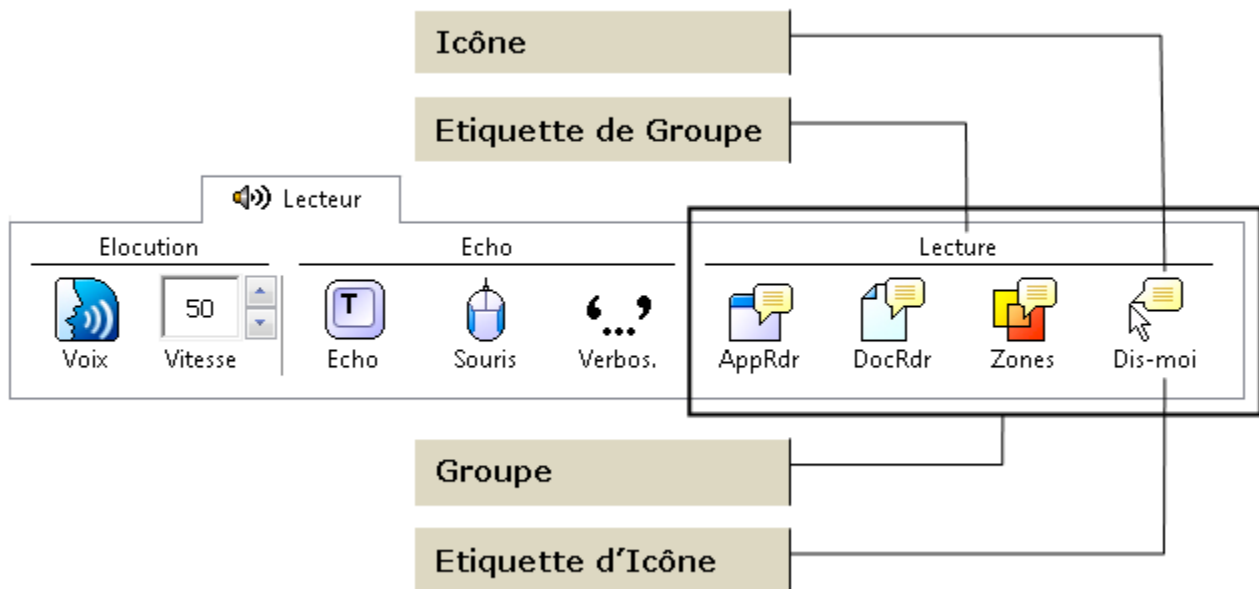 Icône
Etiquette de Groupe
Lecteur
Elocution Echo Lecture
T
50
Voix Vitesse Echo Souris Verbos. AppRdr DocRdr Zones Dis-moi
Groupe
Etiquette d’Icône